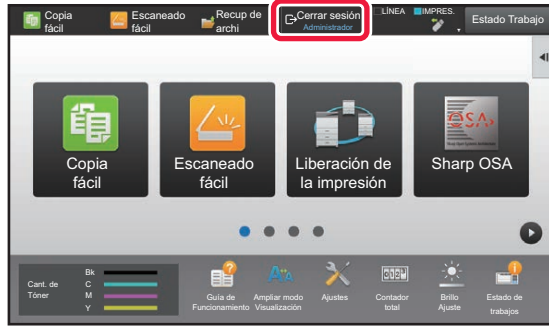 Copia
fácil
Escaneado
fácil
Recup de
archi
Cerrar sesión
Administrador
LÍNEA
IMPRES.
Estado Trabajo
Copia
fácil
Escaneado
fácil
Liberación de
la impresión
OSA
Sharp OSA
Cant. de
Tóner
Bk
C
M
Y
Guía de
Funcionamiento
Ampliar modo
Visualización
Ajustes
Contador
total
Brillo
Ajuste
Estado de
trabajos